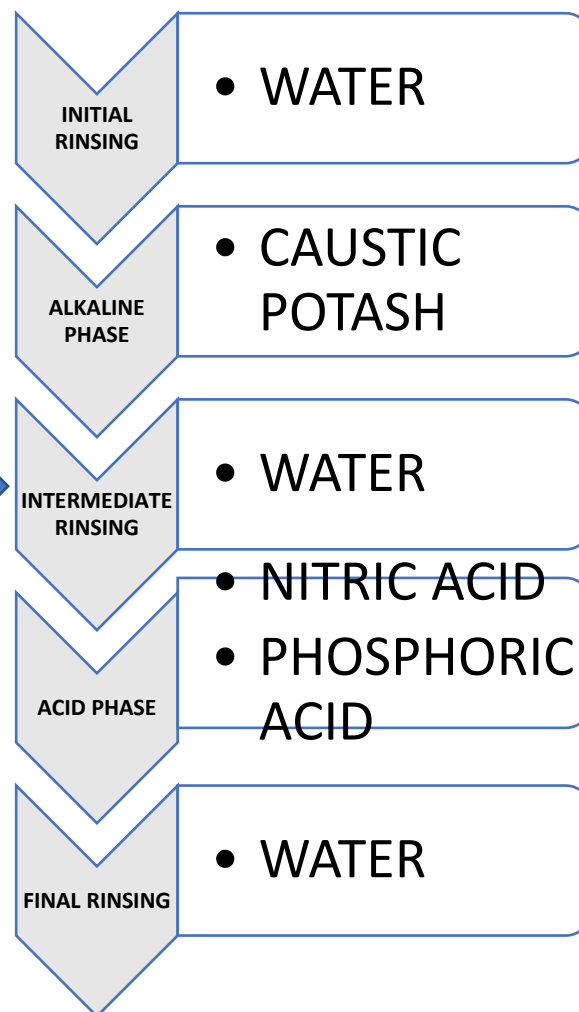 INITIAL
RINSING
• WATER
ALKALINE
PHASE
• CAUSTIC
POTASH
INTERMEDIATE
RINSING
• WATER
ACID PHASE
• NITRIC ACID
• PHOSPHORIC
ACID
FINAL RINSING
• WATER